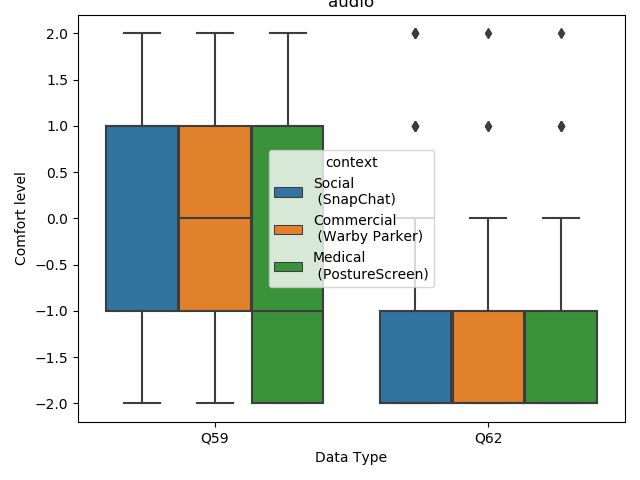 audio
2.0
1.5
1.0
0.5
0.0
−0.5
−1.0
−1.5
−2.0
Comfort level
context
Social
(SnapChat)
Commercial
(Warby Parker)
Medical
(PostureScreen)
Q59
Q62
Data Type